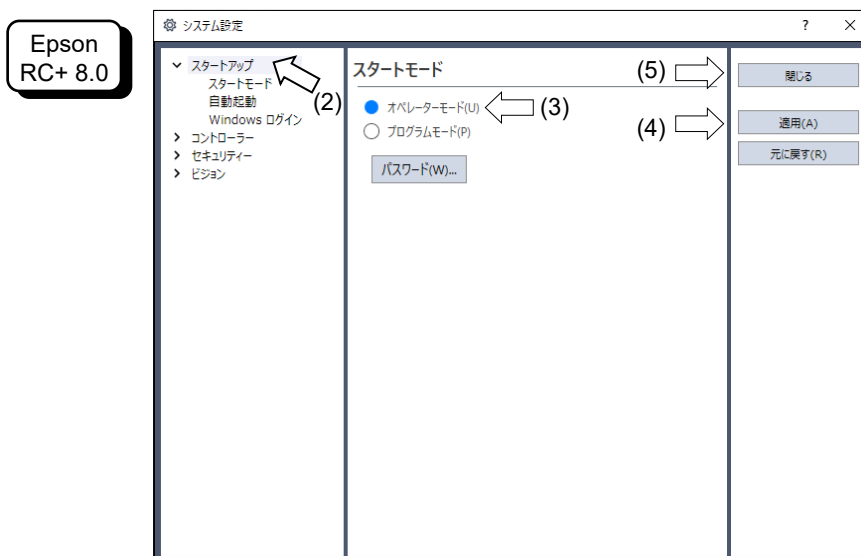 Epson
RC+ 8.0
システム設定
?
スタートアップ
スタートモード
自動起動
Windows ログイン
コントローラー
セキュリティー
ビジョン
(2)
スタートモード
オペレーターモード(U)
(3)
プログラムモード(P)
パスワード(W)...
(5)
閉じる
(4)
適用(A)
元に戻す(R)